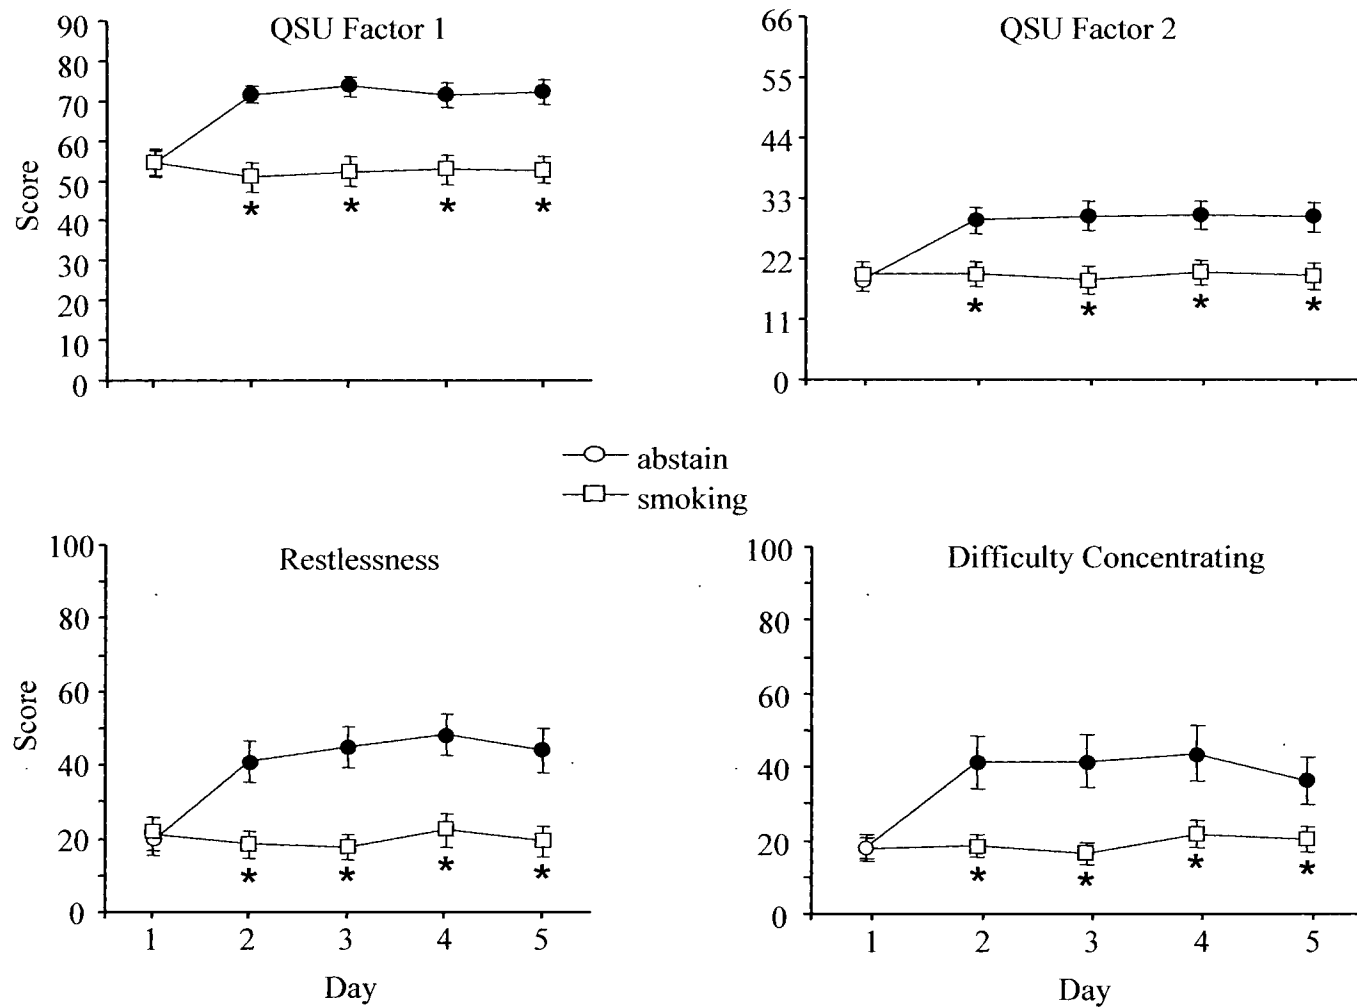 QSU Factor 1
90
80
70
60
50
40
30
20
10
0
Score
* * * *
QSU Factor 2
66
55
44
33
22
11
0
* * * *
abstain
smoking
Restlessness
100
80
60
40
20
0
Score
* * * *
1 2 3 4 5
Day
Difficulty Concentrating
100
80
60
40
20
0
* * * *
1 2 3 4 5
Day